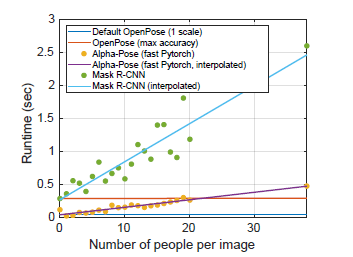 3
2.5
2
1.5
1
0.5
0
Runtime (sec)
Default OpenPose (1 scale)
OpenPose (max accuracy)
Alpha-Pose (fast Pytorch)
Alpha-Pose (fast Pytorch, interpolated)
Mask R-CNN
Mask R-CNN (interpolated)
0 10 20 30
Number of people per image